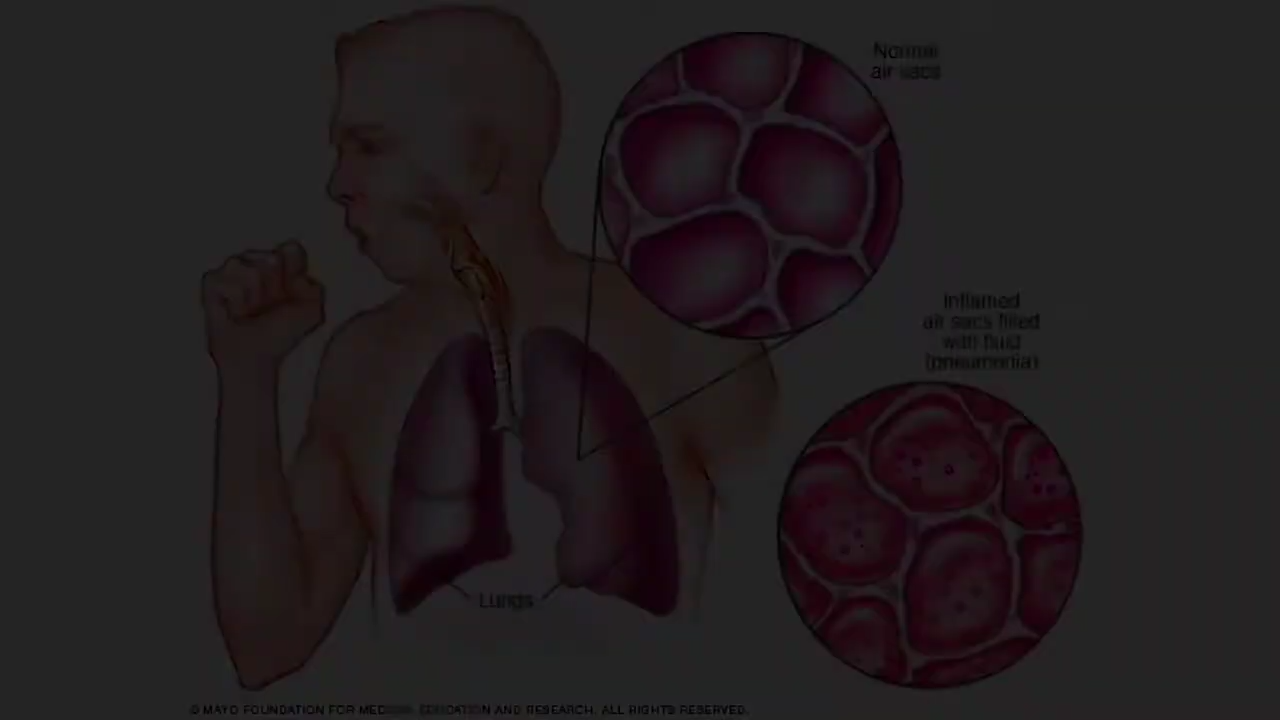 Normal
air sacs
Inflamed
air sacs filled
with fluid
(pneumonia)
Lungs
© MAYO FOUNDATION FOR MEDICAL EDUCATION AND RESEARCH. ALL RIGHTS RESERVED.